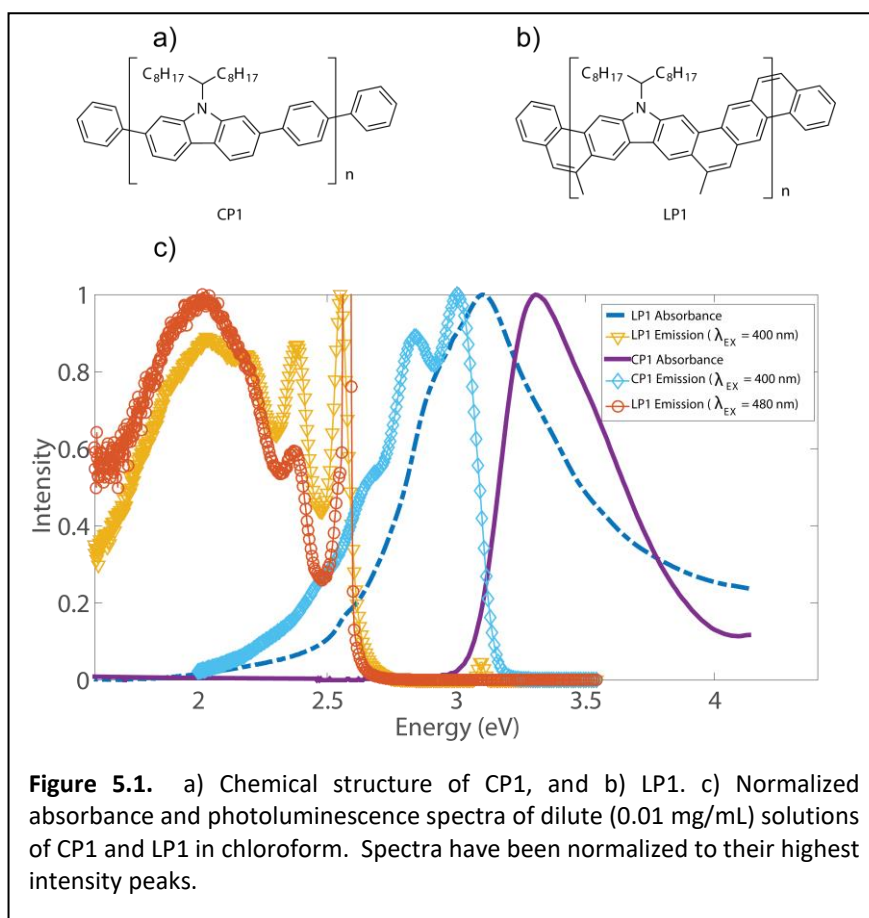 a)
b)
C8H17 C8H17
N
n
CP1
C8H17 C8H17
N
n
LP1
c)
Intensity
1
0.8
0.6
0.4
0.2
0
LP1 Absorbance
LP1 Emission ( λEX = 400 nm)
CP1 Absorbance
CP1 Emission ( λEX = 400 nm)
LP1 Emission ( λEX = 480 nm)
2 2.5 3 3.5 4
Energy (eV)
Figure 5.1. a) Chemical structure of CP1, and b) LP1. c) Normalized
absorbance and photoluminescence spectra of dilute (0.01 mg/mL) solutions
of CP1 and LP1 in chloroform. Spectra have been normalized to their highest
intensity peaks.